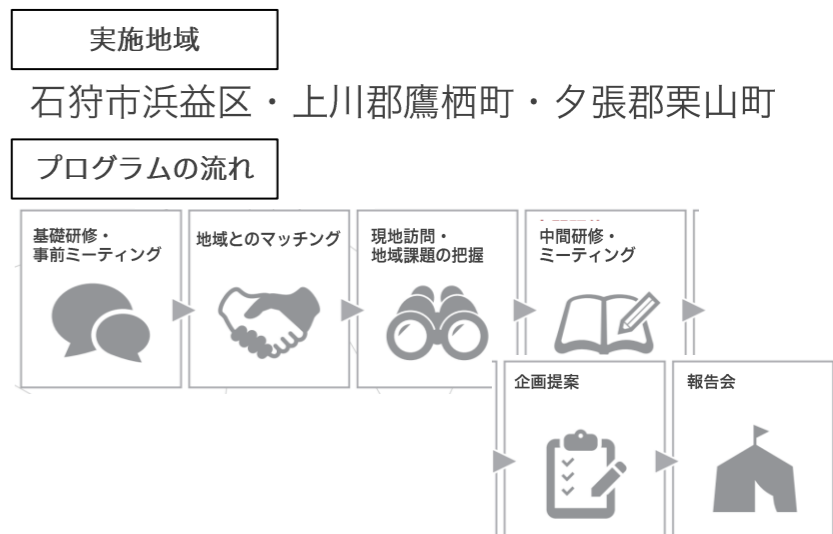 実施地域
石狩市浜益区・上川郡鷹栖町・夕張郡栗山町
プログラムの流れ
基礎研修・
事前ミーティング
地域とのマッチング
現地訪問・
地域課題の把握
中間研修・
ミーティング
企画提案
報告会